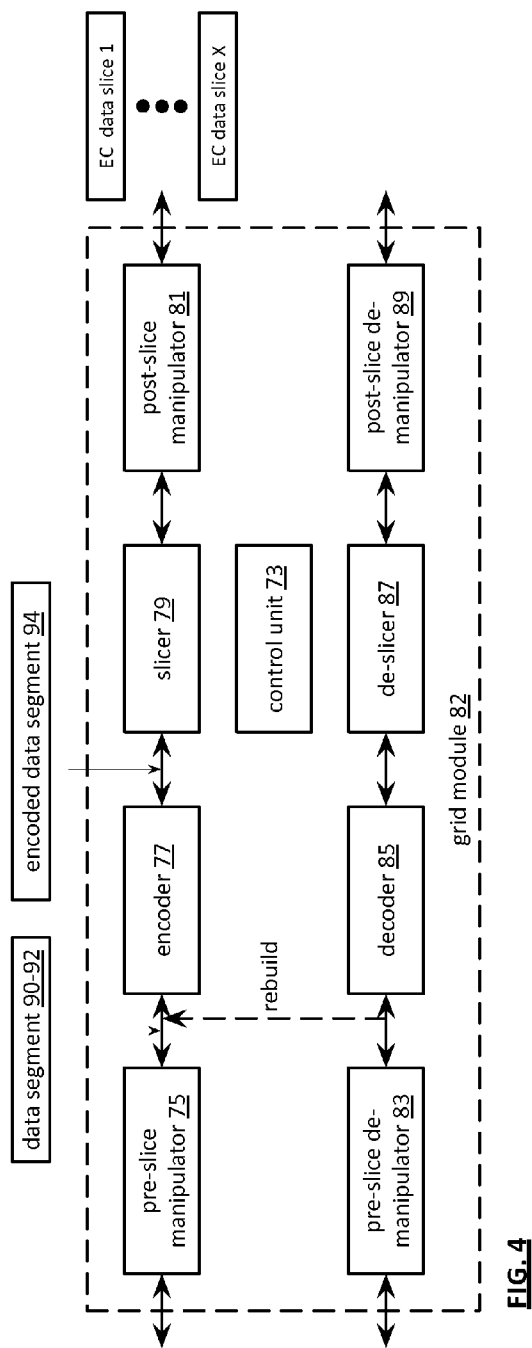 data segment 90-92
encoded data segment 94
pre-slice
manipulator 75
encoder 77
slicer 79
post-slice
manipulator 81
EC data slice 1
EC data slice X
rebuild
control unit 73
pre-slice de-
manipulator 83
decoder 85
de-slicer 87
post-slice de-
manipulator 89
grid module 82
FIG. 4